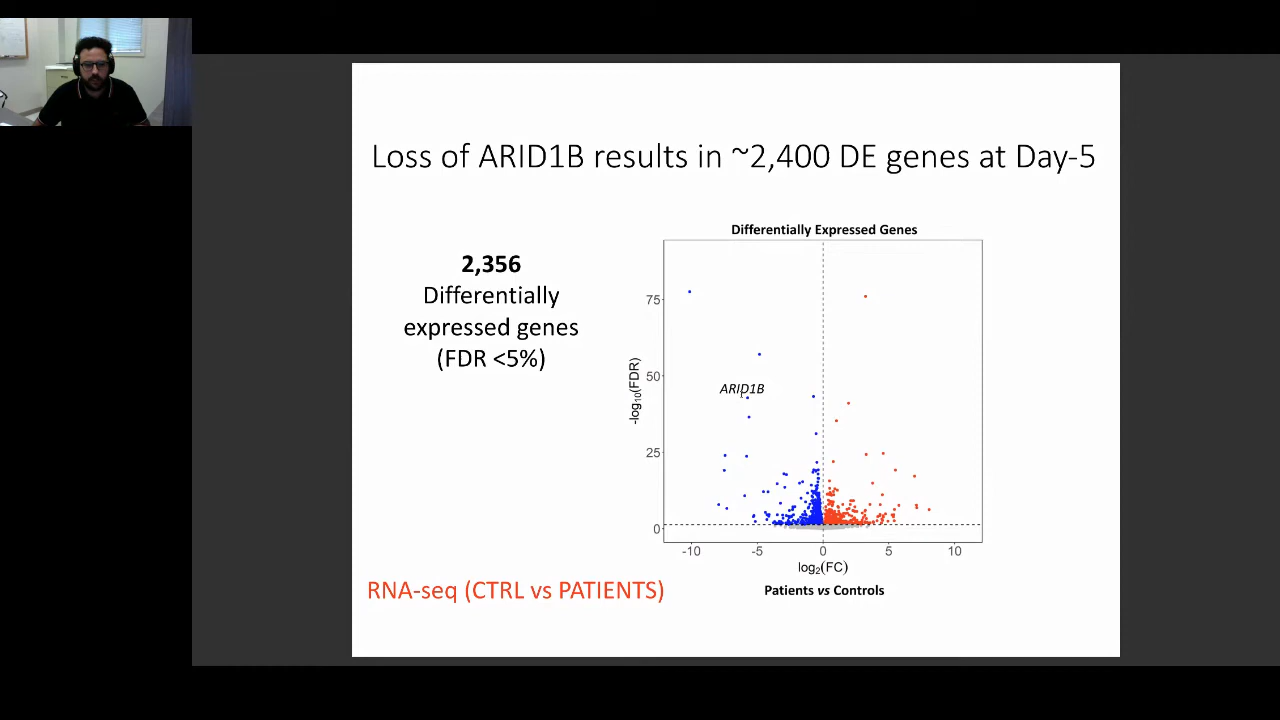 Loss of ARID1B results in ~2,400 DE genes at Day-5
2,356
Differentially
expressed genes
(FDR <5%)
Differentially Expressed Genes
75
50
25
0
-log10(FDR)
ARID1B
-10
-5
0
5
10
log2(FC)
Patients vs Controls
RNA-seq (CTRL vs PATIENTS)